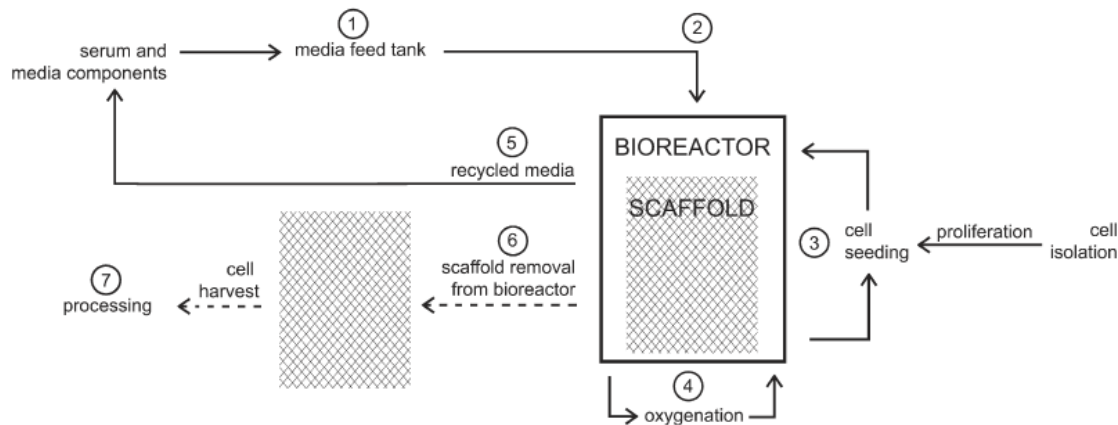 1
2
serum and
media components
media feed tank
5
recycled media
BIOREACTOR
SCAFFOLD
3
cell
seeding
proliferation
cell
isolation
6
scaffold removal
from bioreactor
7
processing
cell
harvest
4
oxygenation